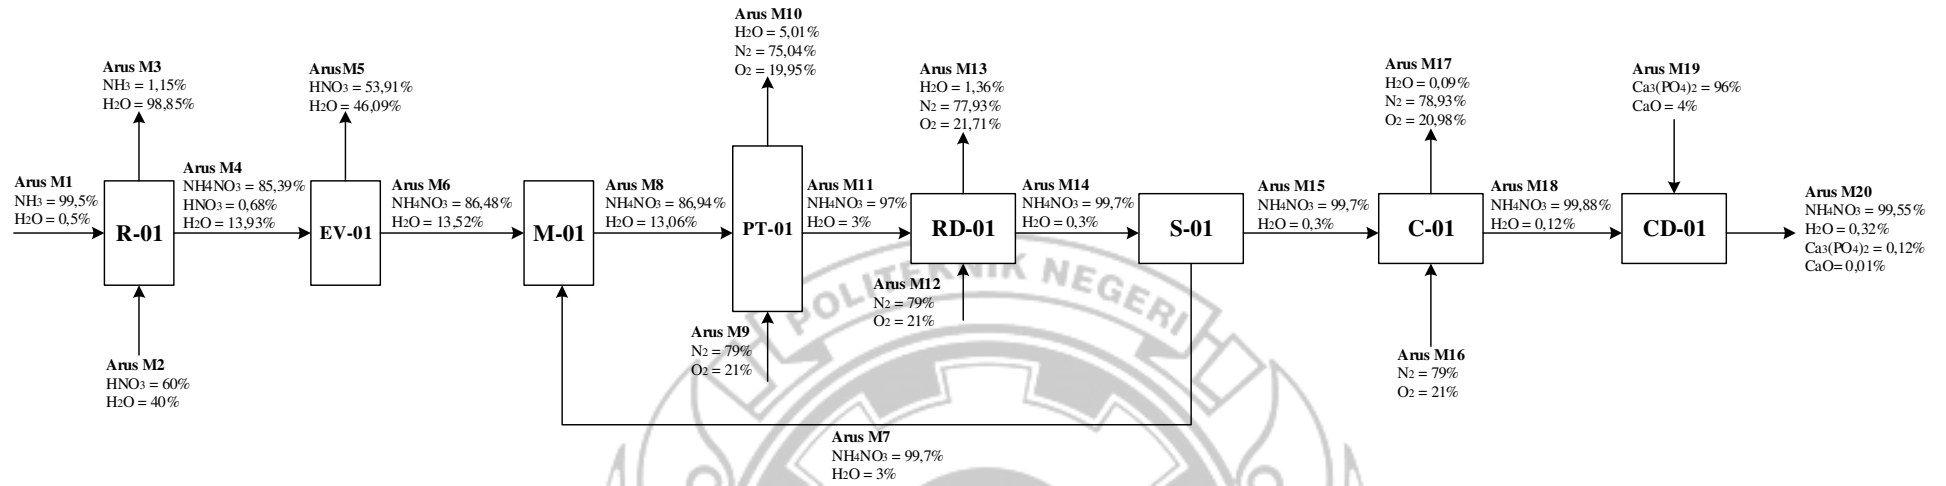 Arus M10
H2O = 5,01%
N2 = 75,04%
O2 = 19,95%
Arus M3
NH3 = 1,15%
H2O = 98,85%
Arus M5
HNO3 = 53,91%
H2O = 46,09%
Arus M13
H2O = 1,36%
N2 = 77,93%
O2 = 21,71%
Arus M17
H2O = 0,09%
N2 = 78,93%
O2 = 20,98%
Arus M19
Ca3(PO4)2 = 96%
CaO = 4%
Arus M1
NH3 = 99,5%
H2O = 0,5%
R-01
Arus M4
NH4NO3 = 85,39%
HNO3 = 0,68%
H2O = 13,93%
EV-01
Arus M6
NH4NO3 = 86,48%
H2O = 13,52%
M-01
Arus M8
NH4NO3 = 86,94%
H2O = 13,06%
PT-01
Arus M11
NH4NO3 = 97%
H2O = 3%
RD-01
Arus M14
NH4NO3 = 99,7%
H2O = 0,3%
S-01
Arus M15
NH4NO3 = 99,7%
H2O = 0,3%
C-01
Arus M18
NH4NO3 = 99,88%
H2O = 0,12%
CD-01
Arus M20
NH4NO3 = 99,55%
H2O = 0,32%
Ca3(PO4)2 = 0,12%
CaO= 0,01%
POLITEKNIK NEGERI
Arus M12
N2 = 79%
O2 = 21%
Arus M9
N2 = 79%
O2 = 21%
Arus M2
HNO3 = 60%
H2O = 40%
Arus M16
N2 = 79%
O2 = 21%
Arus M7
NH4NO3 = 99,7%
H2O = 3%